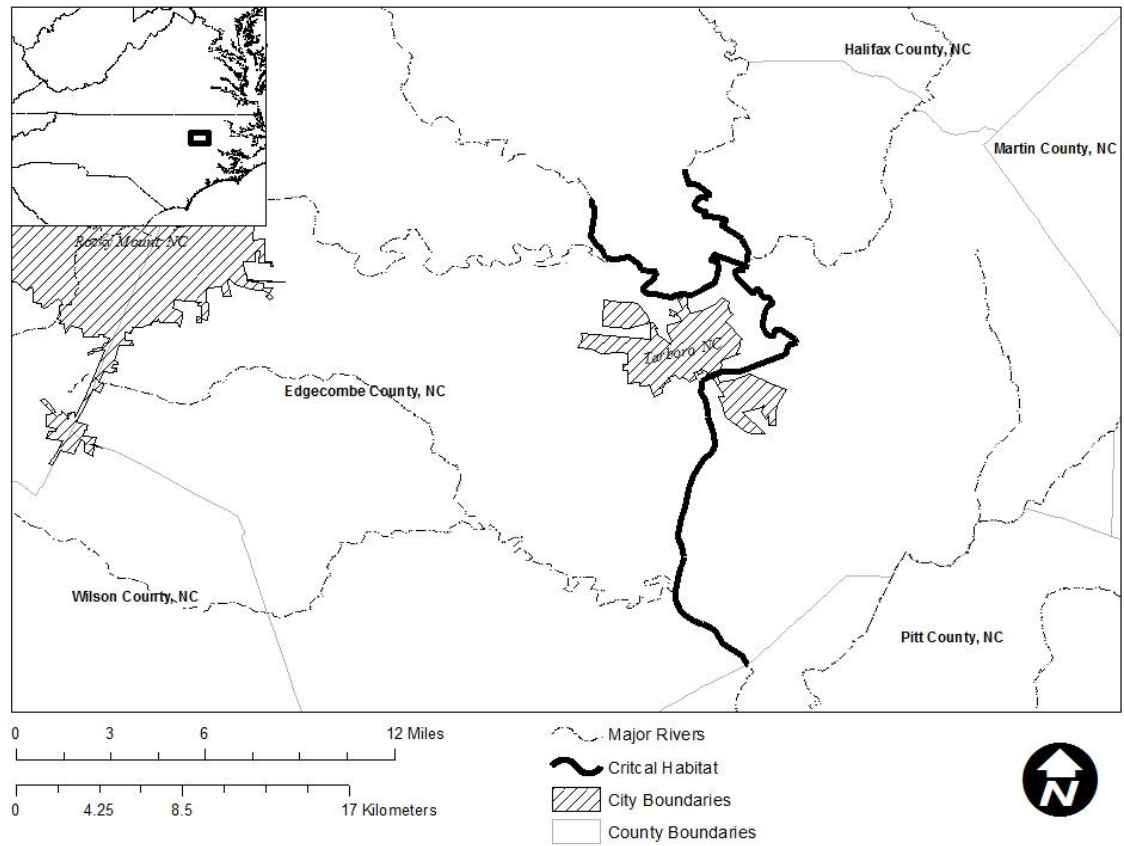 Halifax County, NC
Martin County, NC
Rocky Mount NC
Tarboro NC
Edgecombe County, NC
Wilson County, NC
Pitt County, NC
0 3 6 12 Miles
0 4.25 8.5 17 Kilometers
Major Rivers
Critcal Habitat
City Boundaries
County Boundaries
N